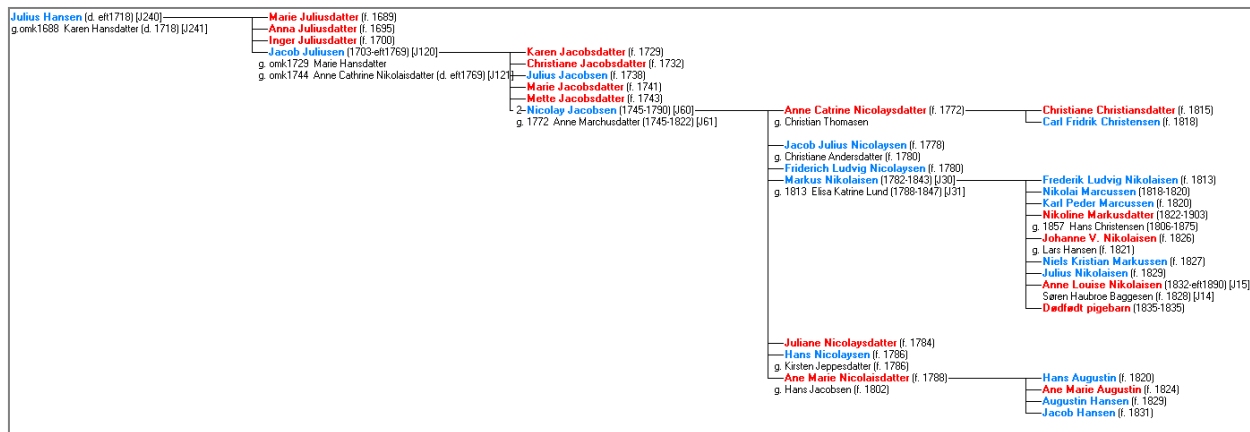 Julius Hansen (d. eft1718) [J240]
g.omk1688 Karen Hansdatter (d. 1718) [J241]
Marie Juliusdatter (f. 1689)
Anna Juliusdatter (f. 1695)
Inger Juliusdatter (f. 1700)
Jacob Juliusen (1703-eft1769) [J120]
g. omk1729 Marie Hansdatter
g. omk1744 Anne Cathrine Nikolaisdatter (d. eft1769) [J121]
Karen Jacobsdatter (f. 1729)
Christiane Jacobsdatter (f. 1732)
Julius Jacobsen (f. 1738)
Marie Jacobsdatter (f. 1741)
Mette Jacobsdatter (f. 1743)
2 Nicolay Jacobsen (1745-1790) [J60]
g. 1772 Anne Marchusdatter (1745-1822) [J61]
Anne Catrine Nicolaysdatter (f. 1772)
g. Christian Thomasen
Christiane Christiansdatter (f. 1815)
Carl Fridrik Christensen (f. 1818)
Jacob Julius Nicolaysen (f. 1778)
g. Christiane Andersdatter (f. 1780)
Friderich Ludvig Nicolaysen (f. 1780)
Markus Nikolaisen (1782-1843) [J30]
g. 1813 Elisa Katrine Lund (1788-1847) [J31]
Frederik Ludvig Nikolaisen (f. 1813)
Nikolai Marcussen (1818-1820)
Karl Peder Marcussen (f. 1820)
Nikoline Markusdatter (1822-1903)
g. 1857 Hans Christensen (1806-1875)
Johanne V. Nikolaisen (f. 1826)
g. Lars Hansen (f. 1821)
Niels Kristian Markussen (f. 1827)
Julius Nikolaisen (f. 1829)
Anne Louise Nikolaisen (1832-eft1890) [J15]
Søren Haubroe Baggesen (f. 1828) [J14]
Dødfødt pigebarn (1835-1835)
Juliane Nicolaysdatter (f. 1784)
Hans Nicolaysen (f. 1786)
g. Kirsten Jeppesdatter (f. 1786)
Ane Marie Nicolaisdatter (f. 1788)
g. Hans Jacobsen (f. 1802)
Hans Augustin (f. 1820)
Ane Marie Augustin (f. 1824)
Augustin Hansen (f. 1829)
Jacob Hansen (f. 1831)